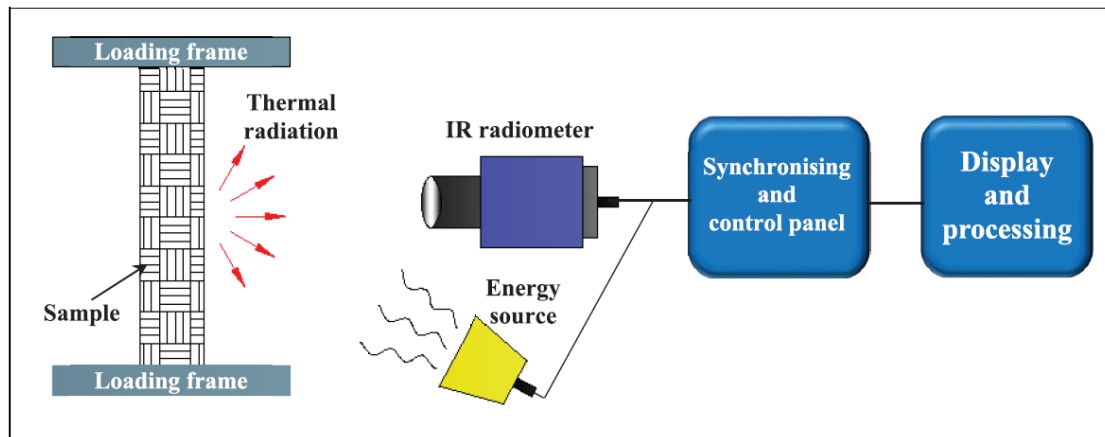 Loading frame
Thermal
radiation
IR radiometer
Synchronising
and
control panel
Display
and
processing
Energy
source
Sample
Loading frame